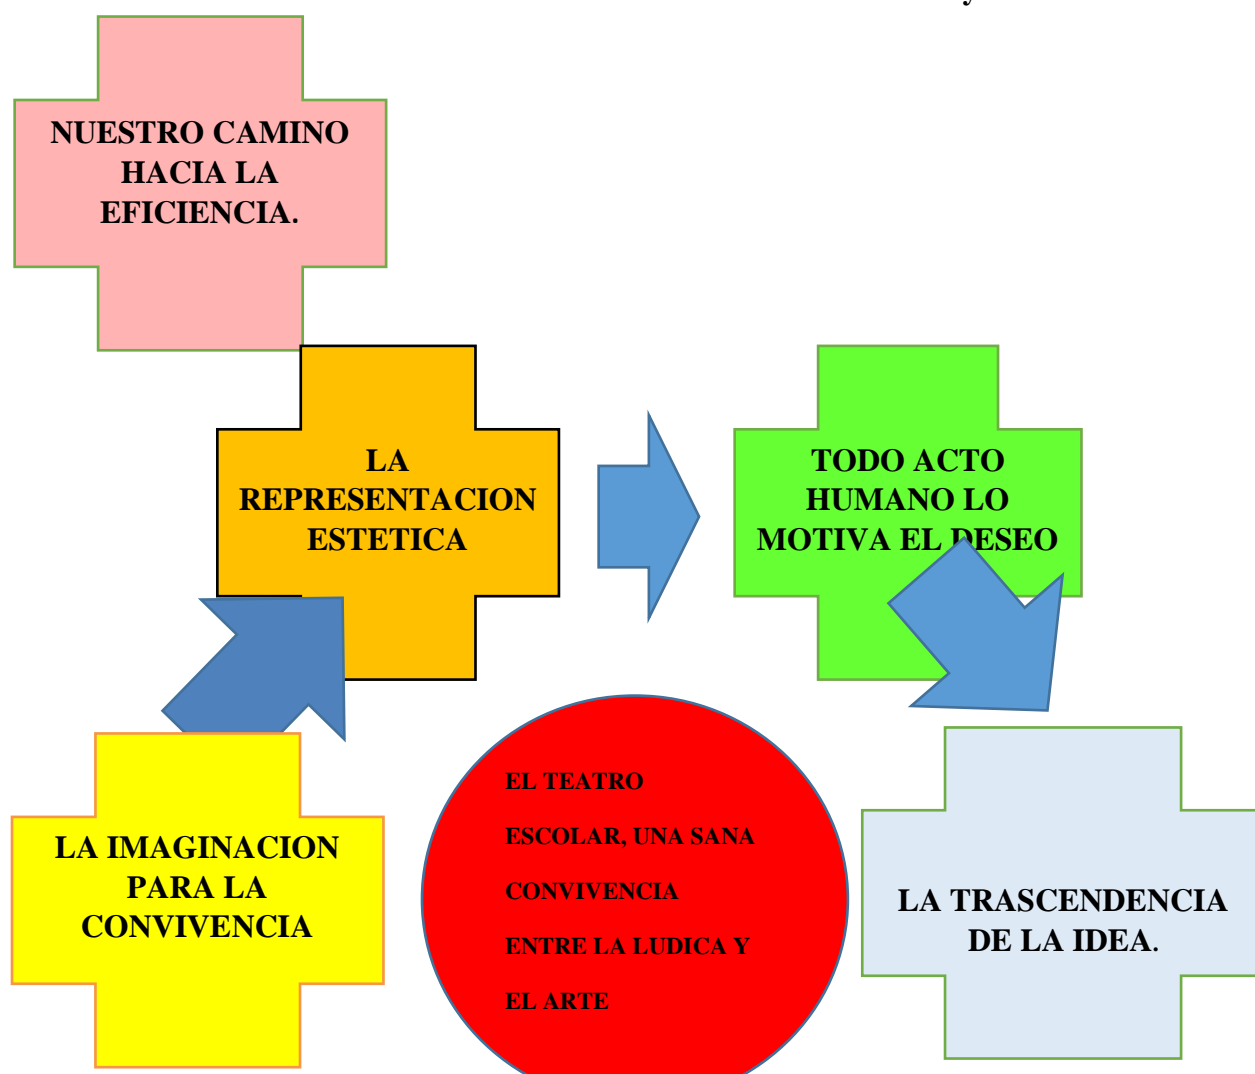 y
NUESTRO CAMINO
HACIA LA
EFICIENCIA.
LA
REPRESENTACION
ESTETICA
TODO ACTO
HUMANO LO
MOTIVA EL DESEO
LA IMAGINACION
PARA LA
CONVIVENCIA
EL TEATRO
ESCOLAR, UNA SANA
CONVIVENCIA
ENTRE LA LUDICA Y
EL ARTE
LA TRASCENDENCIA
DE LA IDEA.